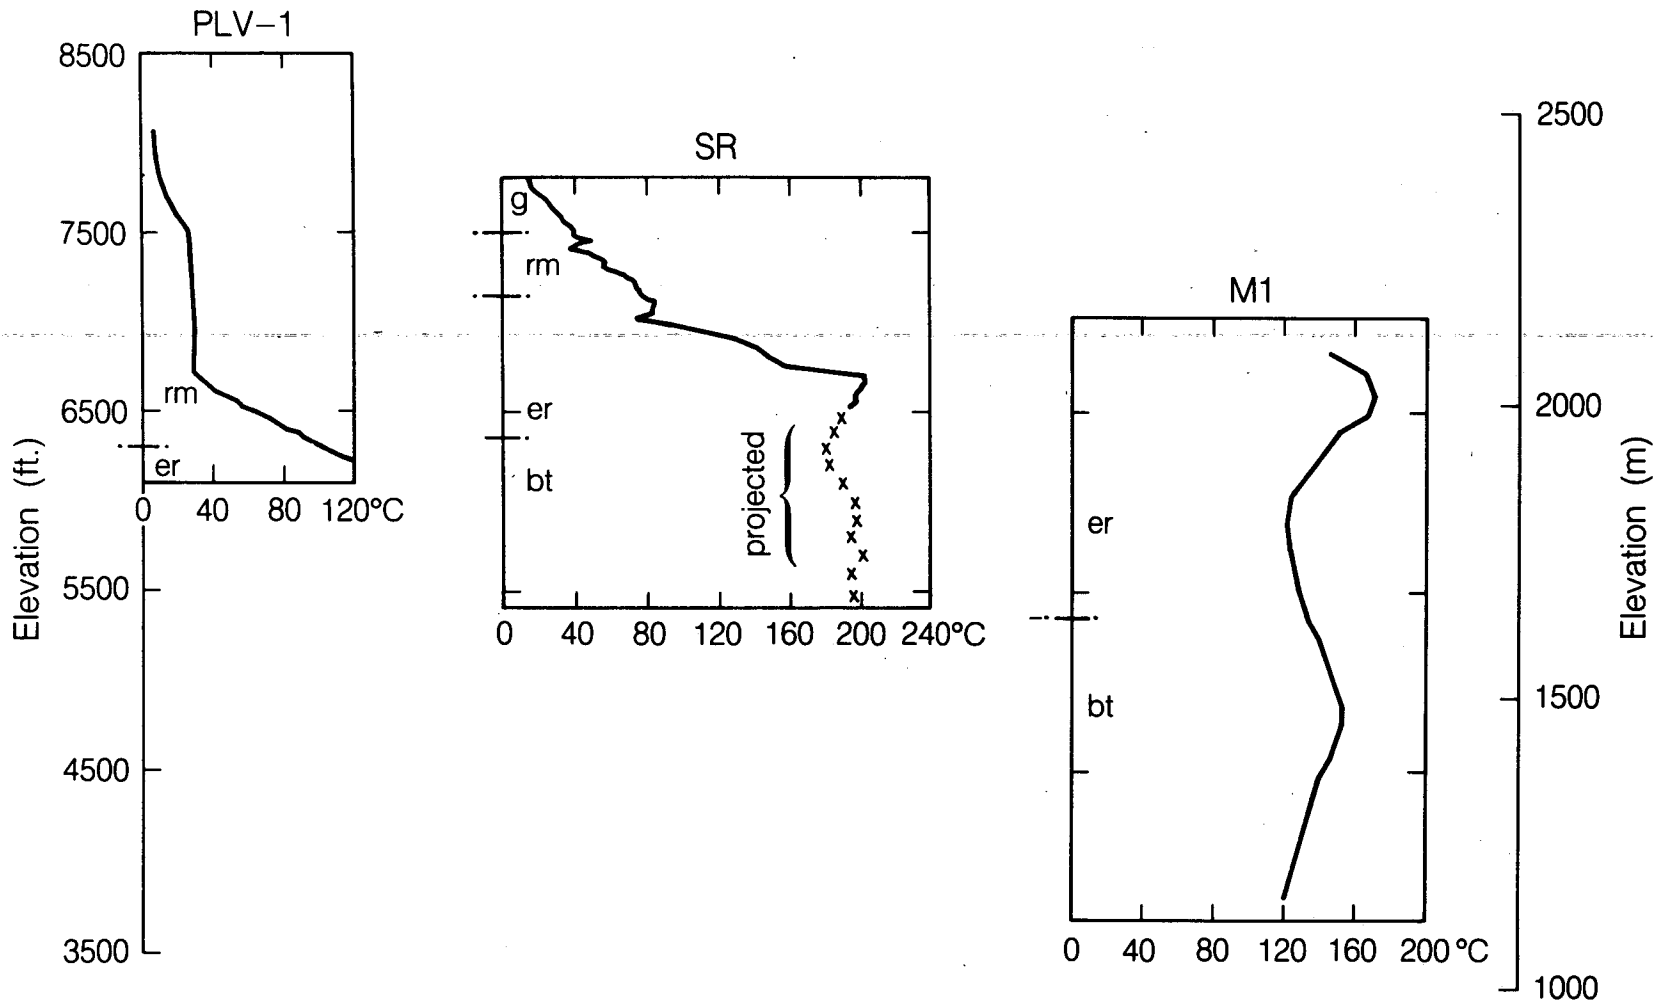 PLV-1
8500
7500
6500
5500
4500
3500
Elevation (ft.)
rm
er
0 40 80 120°C
SR
g
rm
er
bt
projected
0 40 80 120 160 200 240°C
M1
er
bt
0 40 80 120 160 200°C
2500
2000
1500
1000
Elevation (m)